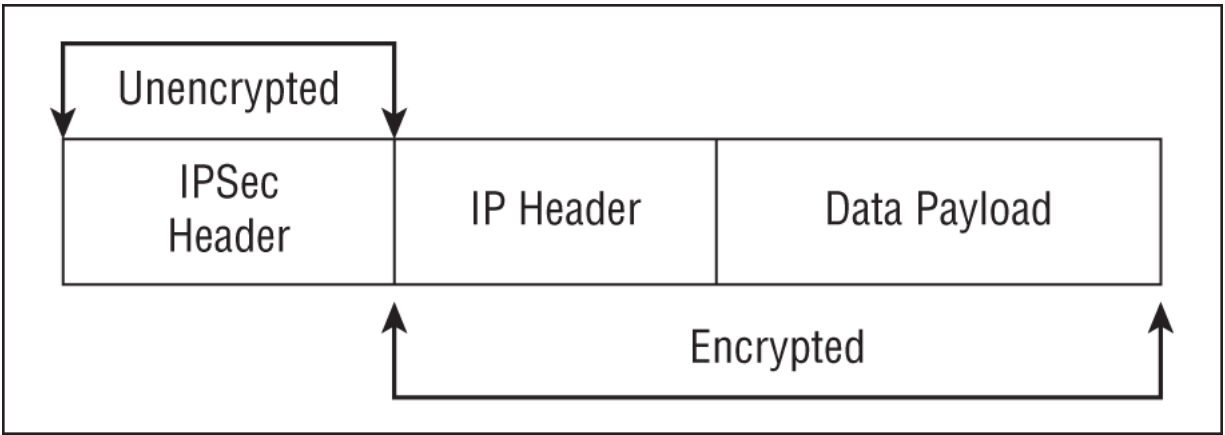 Unencrypted
IPSec
Header
IP Header
Data Payload
Encrypted